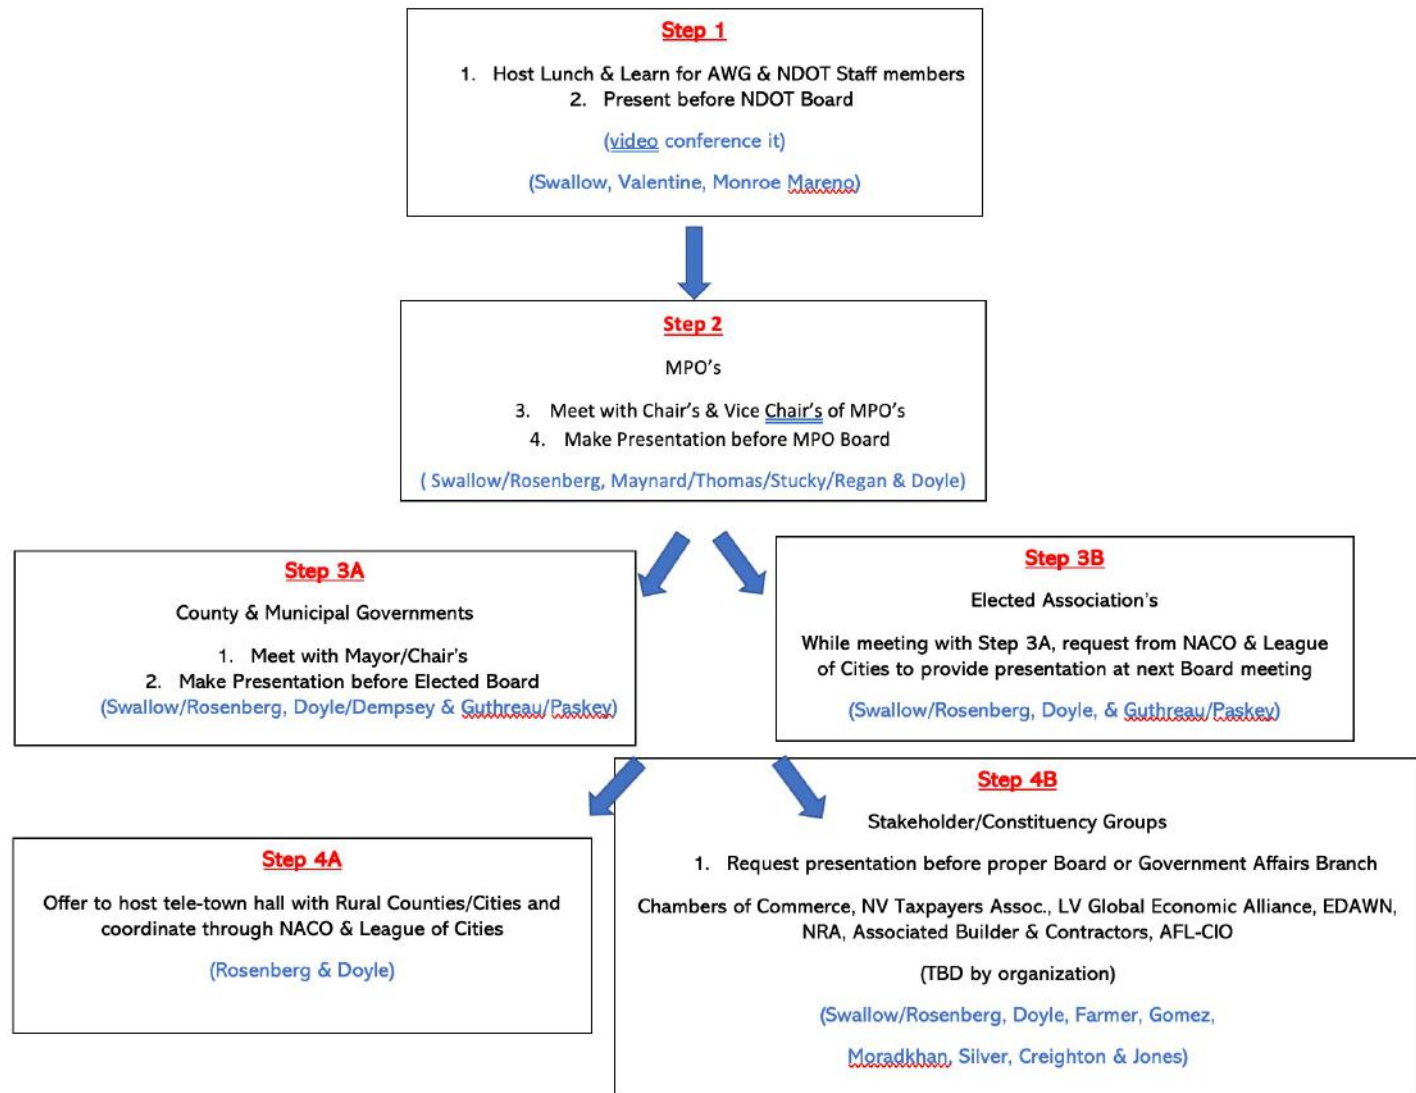 Step 1
1. Host Lunch & Learn for AWG & NDOT Staff members
2. Present before NDOT Board
(video conference it)
(Swallow, Valentine, Monroe Mareno)
Step 2
MPO's
3. Meet with Chair's & Vice Chair's of MPO's
4. Make Presentation before MPO Board
( Swallow/Rosenberg, Maynard/Thomas/Stucky/Regan & Doyle)
Step 3A
County & Municipal Governments
1. Meet with Mayor/Chair's
2. Make Presentation before Elected Board
(Swallow/Rosenberg, Doyle/Dempsey & Guthreau/Paskey)
Step 3B
Elected Association's
While meeting with Step 3A, request from NACO & League
of Cities to provide presentation at next Board meeting
(Swallow/Rosenberg, Doyle, & Guthreau/Paskey)
Step 4A
Offer to host tele-town hall with Rural Counties/Cities and
coordinate through NACO & League of Cities
(Rosenberg & Doyle)
Step 4B
Stakeholder/Constituency Groups
1. Request presentation before proper Board or Government Affairs Branch
Chambers of Commerce, NV Taxpayers Assoc., LV Global Economic Alliance, EDAWN,
NRA, Associated Builder & Contractors, AFL-CIO
(TBD by organization)
(Swallow/Rosenberg, Doyle, Farmer, Gomez,
Moradkhan, Silver, Creighton & Jones)